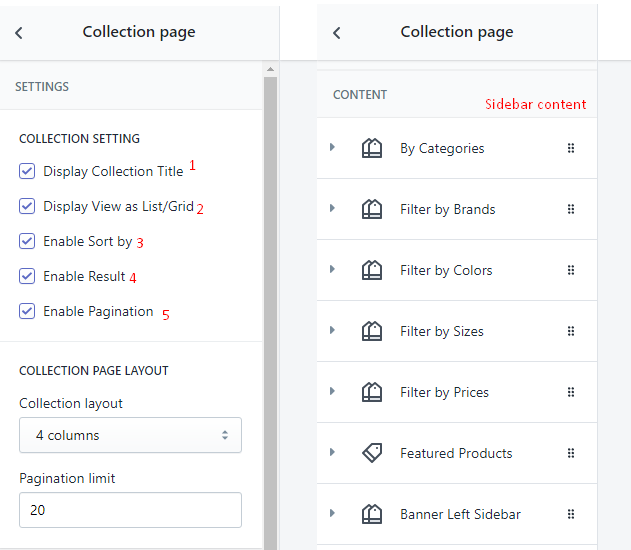 Collection page
SETTINGS
COLLECTION SETTING
Display Collection Title 1
Display View as List/Grid 2
Enable Sort by 3
Enable Result 4
Enable Pagination 5
COLLECTION PAGE LAYOUT
Collection layout
4 columns
Pagination limit
20
Collection page
CONTENT
Sidebar content
By Categories
Filter by Brands
Filter by Colors
Filter by Sizes
Filter by Prices
Featured Products
Banner Left Sidebar